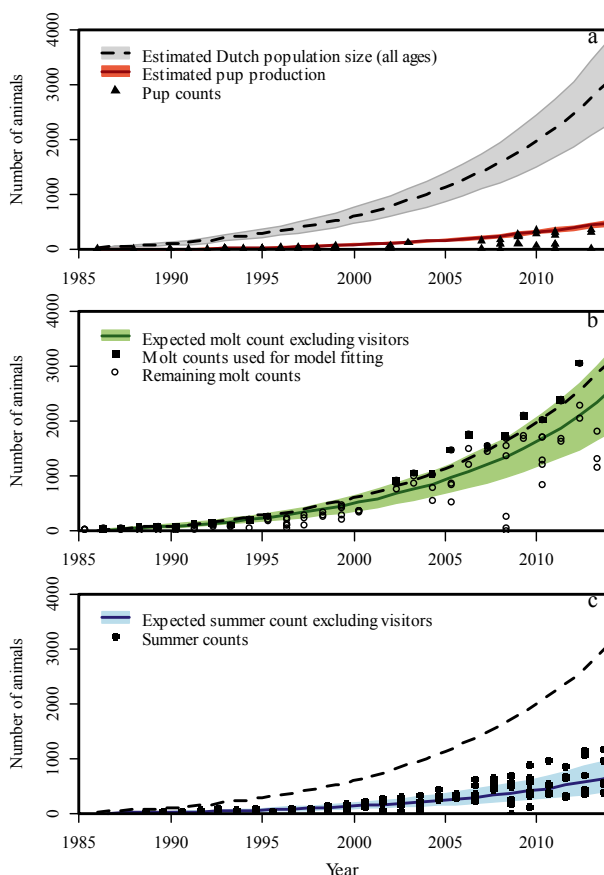 a
Estimated Dutch population size (all ages)
Estimated pup production
Pup counts
Number of animals
4000
3000
2000
1000
0
1985 1990 1995 2000 2005 2010
b
Expected molt count excluding visitors
Molt counts used for model fitting
Remaining molt counts
Number of animals
4000
3000
2000
1000
0
1985 1990 1995 2000 2005 2010
c
Expected summer count excluding visitors
Summer counts
Number of animals
4000
3000
2000
1000
0
1985 1990 1995 2000 2005 2010
Year